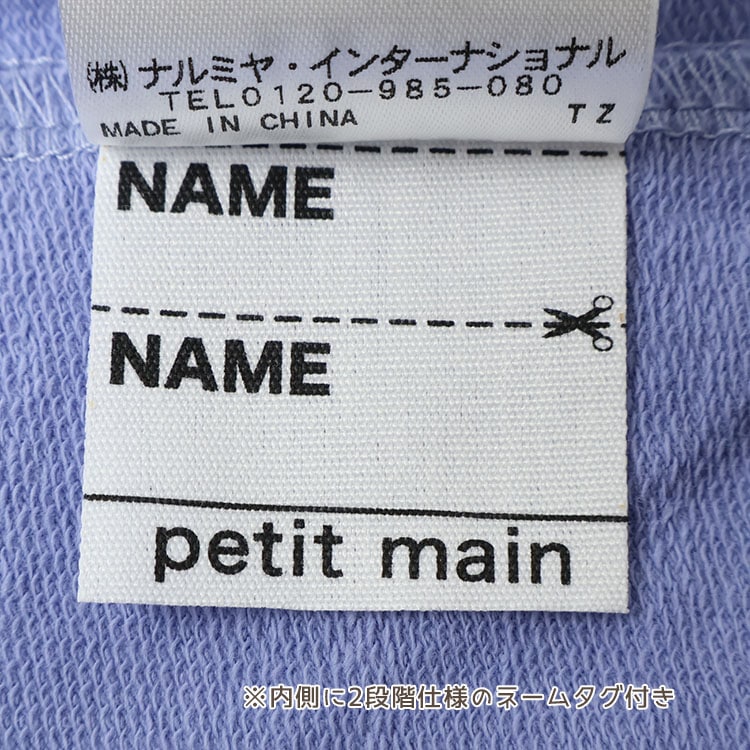 (株)ナルミヤ・インターナショナル
TEL0120-985-080
MADE IN CHINA TZ
NAME
NAME
petit main
※内側に2段階仕様のネームタグ付き